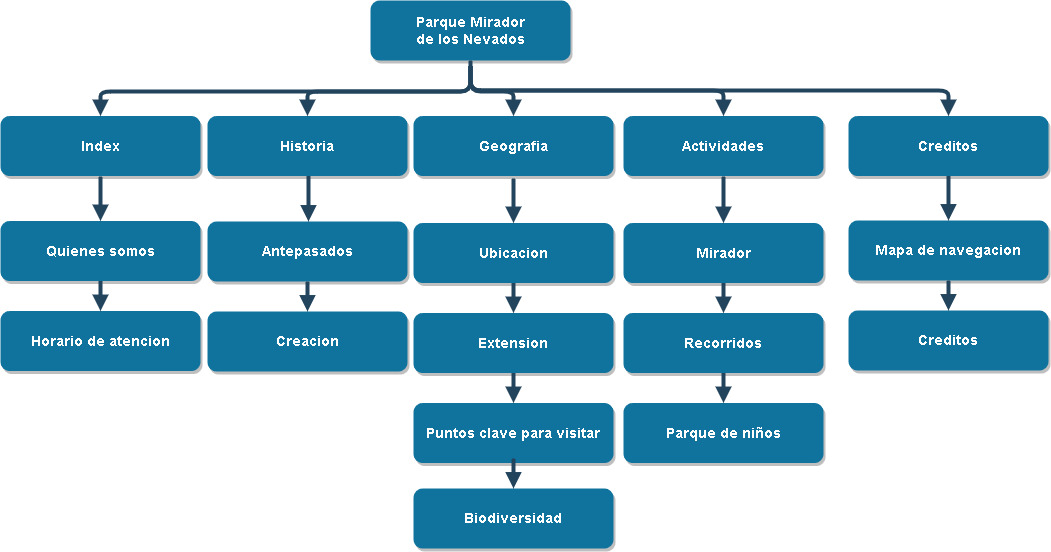 Parque Mirador
de los Nevados
Index
Historia
Geografia
Actividades
Creditos
Quienes somos
Antepasados
Ubicacion
Mirador
Mapa de navegacion
Horario de atencion
Creacion
Extension
Recorridos
Creditos
Puntos clave para visitar
Parque de niños
Biodiversidad